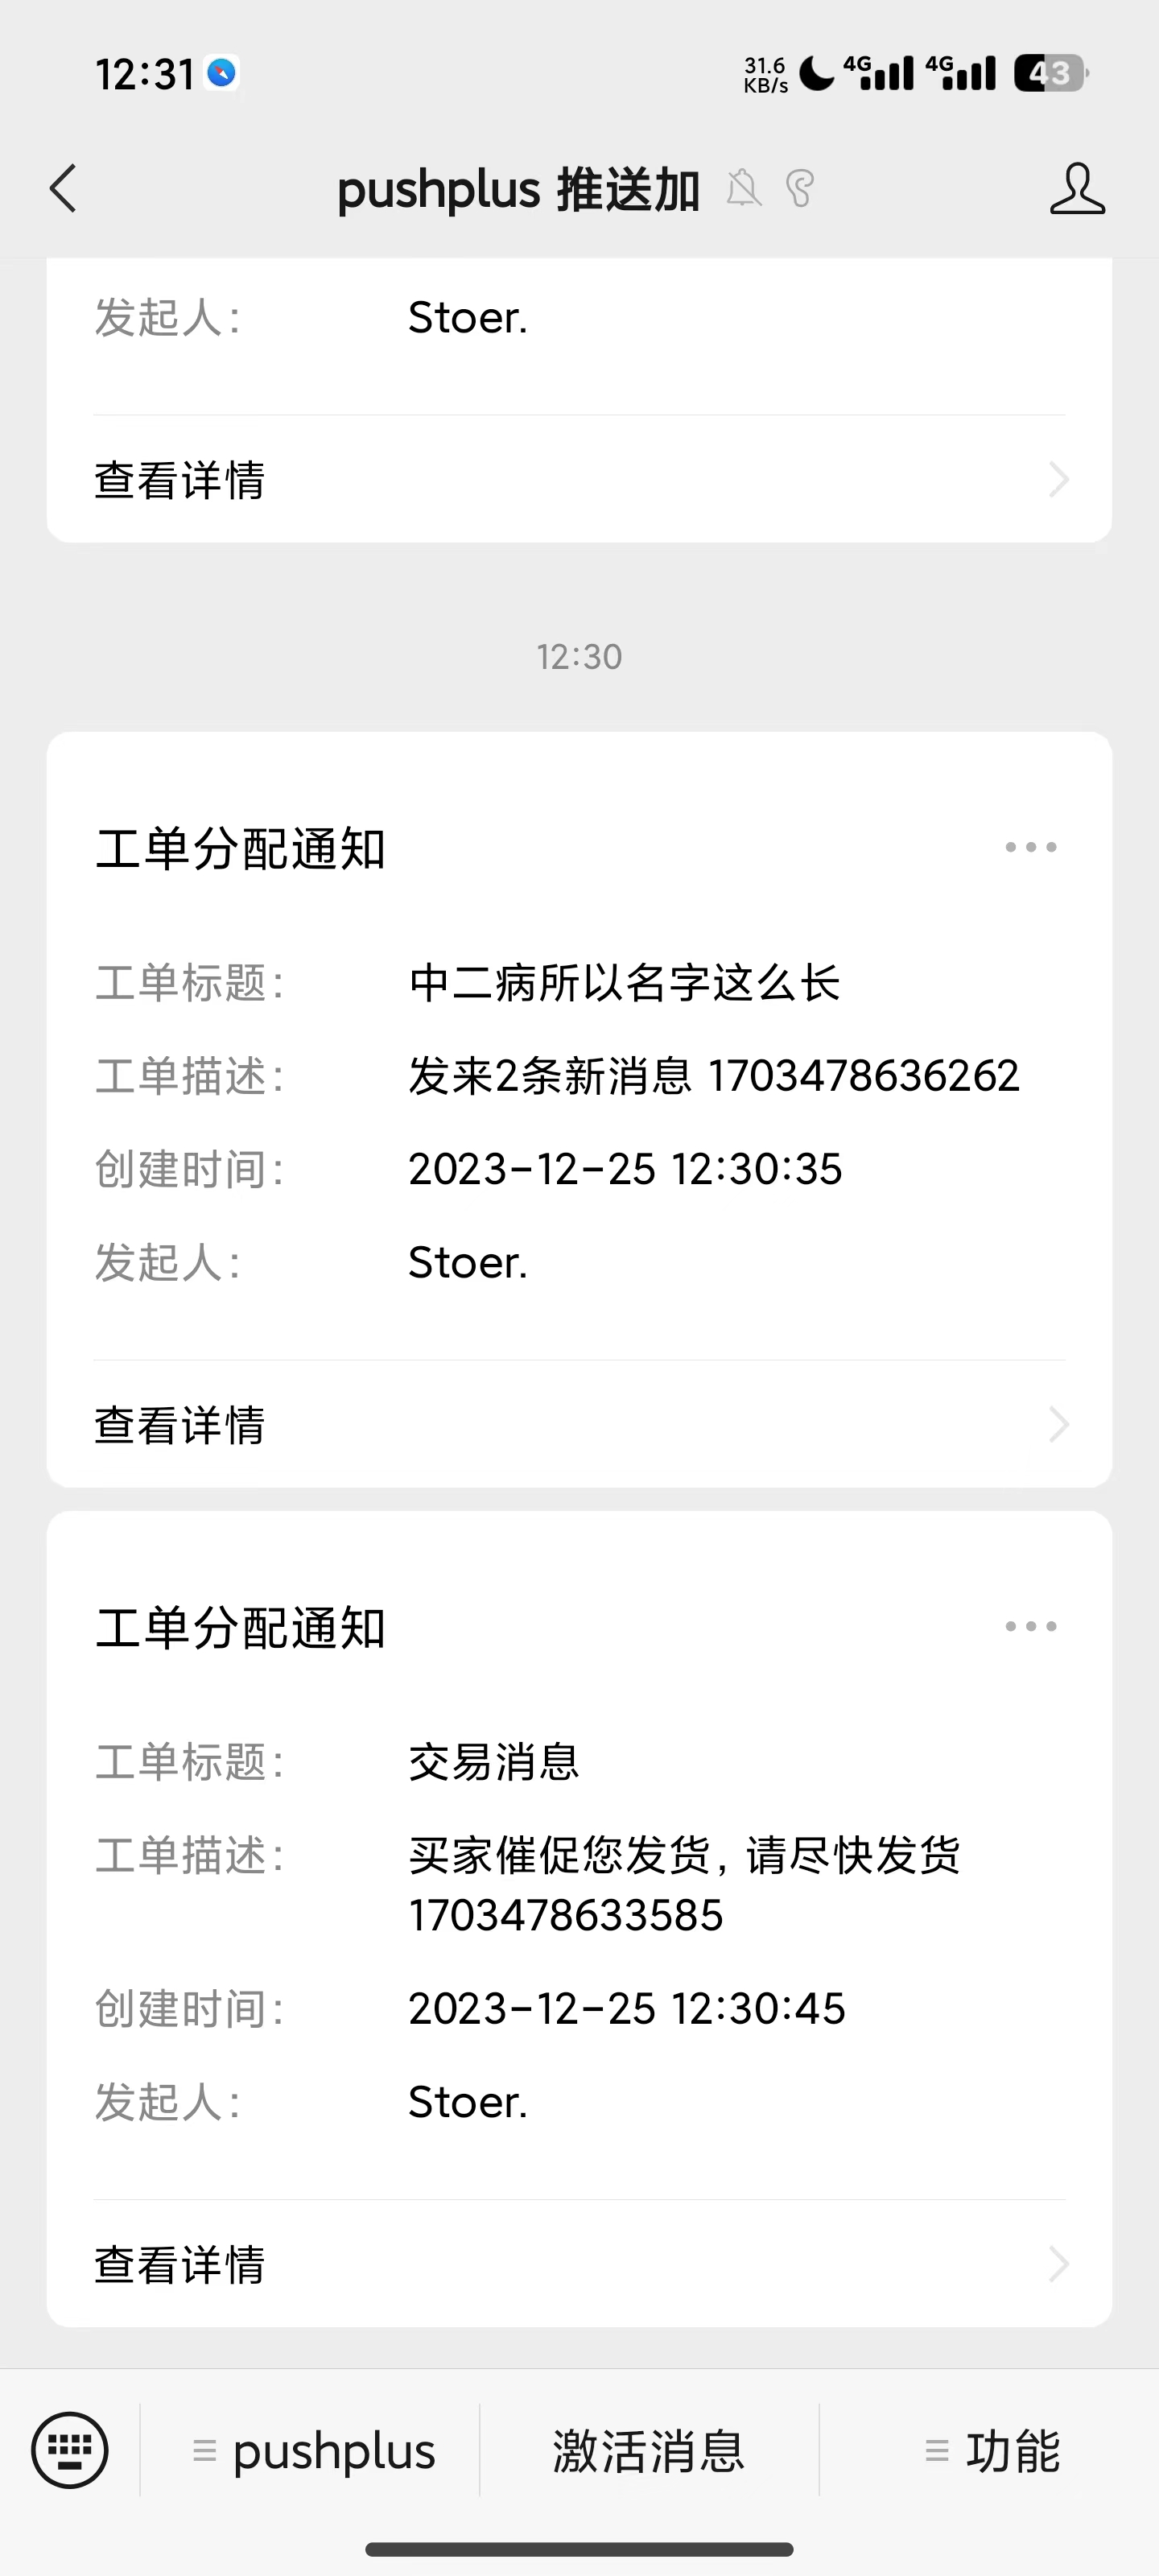 12:31
31.6
KB/s
4G
4G
43
pushplus 推送加
发起人： Stoer.
查看详情
12:30
工单分配通知
工单标题： 中二病所以名字这么长
工单描述： 发来2条新消息 1703478636262
创建时间： 2023-12-25 12:30:35
发起人： Stoer.
查看详情
工单分配通知
工单标题： 交易消息
工单描述： 买家催促您发货，请尽快发货
1703478633585
创建时间： 2023-12-25 12:30:45
发起人： Stoer.
查看详情
pushplus
激活消息
功能